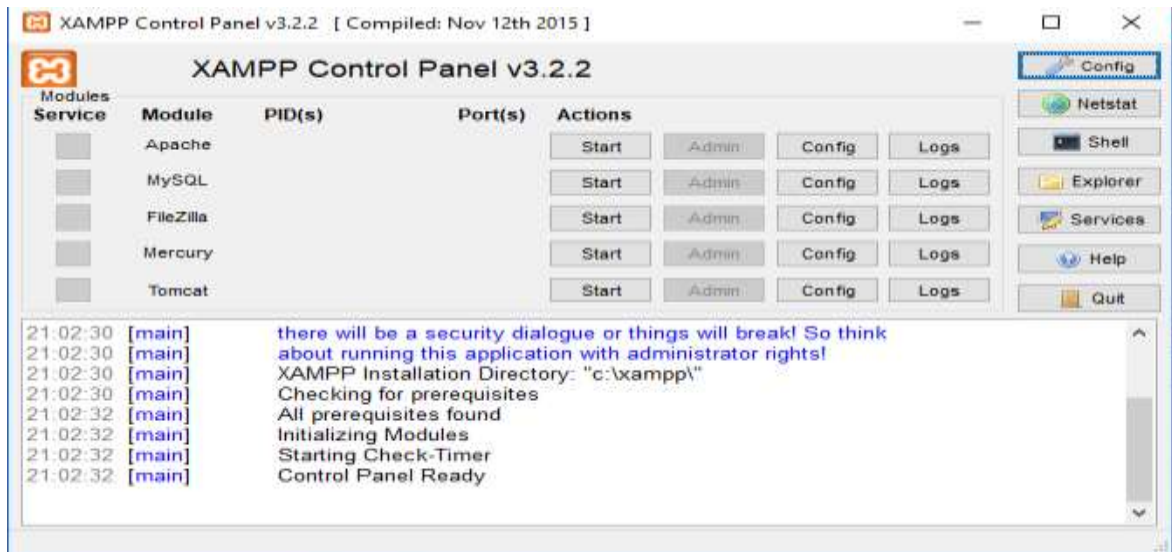 XAMPP Control Panel v3.2.2 [ Compiled: Nov 12th 2015 ]
XAMPP Control Panel v3.2.2
Config
Modules
Service Module PID(s) Port(s) Actions
Netstat
Apache Start Admin Config Logs
Shell
MySQL Start Admin Config Logs
Explorer
FileZilla Start Admin Config Logs
Services
Mercury Start Admin Config Logs
Help
Tomcat Start Admin Config Logs
Quit
21:02:30 [main] there will be a security dialogue or things will break! So think
21:02:30 [main] about running this application with administrator rights!
21:02:30 [main] XAMPP Installation Directory: "c:\xampp\"
21:02:30 [main] Checking for prerequisites
21:02:32 [main] All prerequisites found
21:02:32 [main] Initializing Modules
21:02:32 [main] Starting Check-Timer
21:02:32 [main] Control Panel Ready